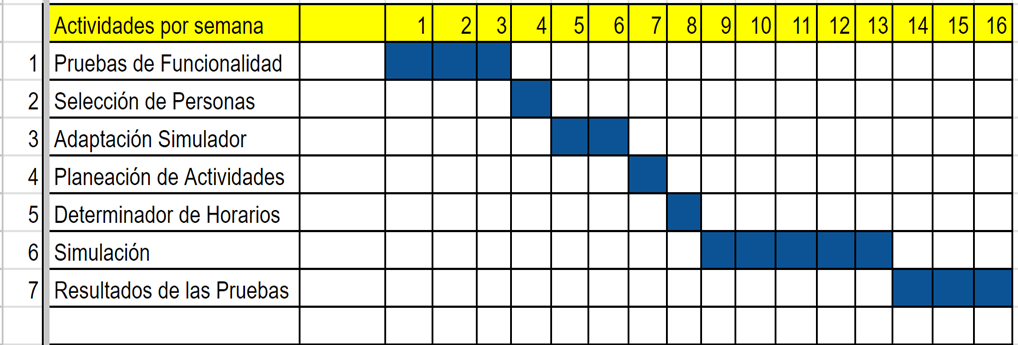 Actividades por semana 1 2 3 4 5 6 7 8 9 10 11 12 13 14 15 16
1 Pruebas de Funcionalidad
2 Selección de Personas
3 Adaptación Simulador
4 Planeación de Actividades
5 Determinador de Horarios
6 Simulación
7 Resultados de las Pruebas